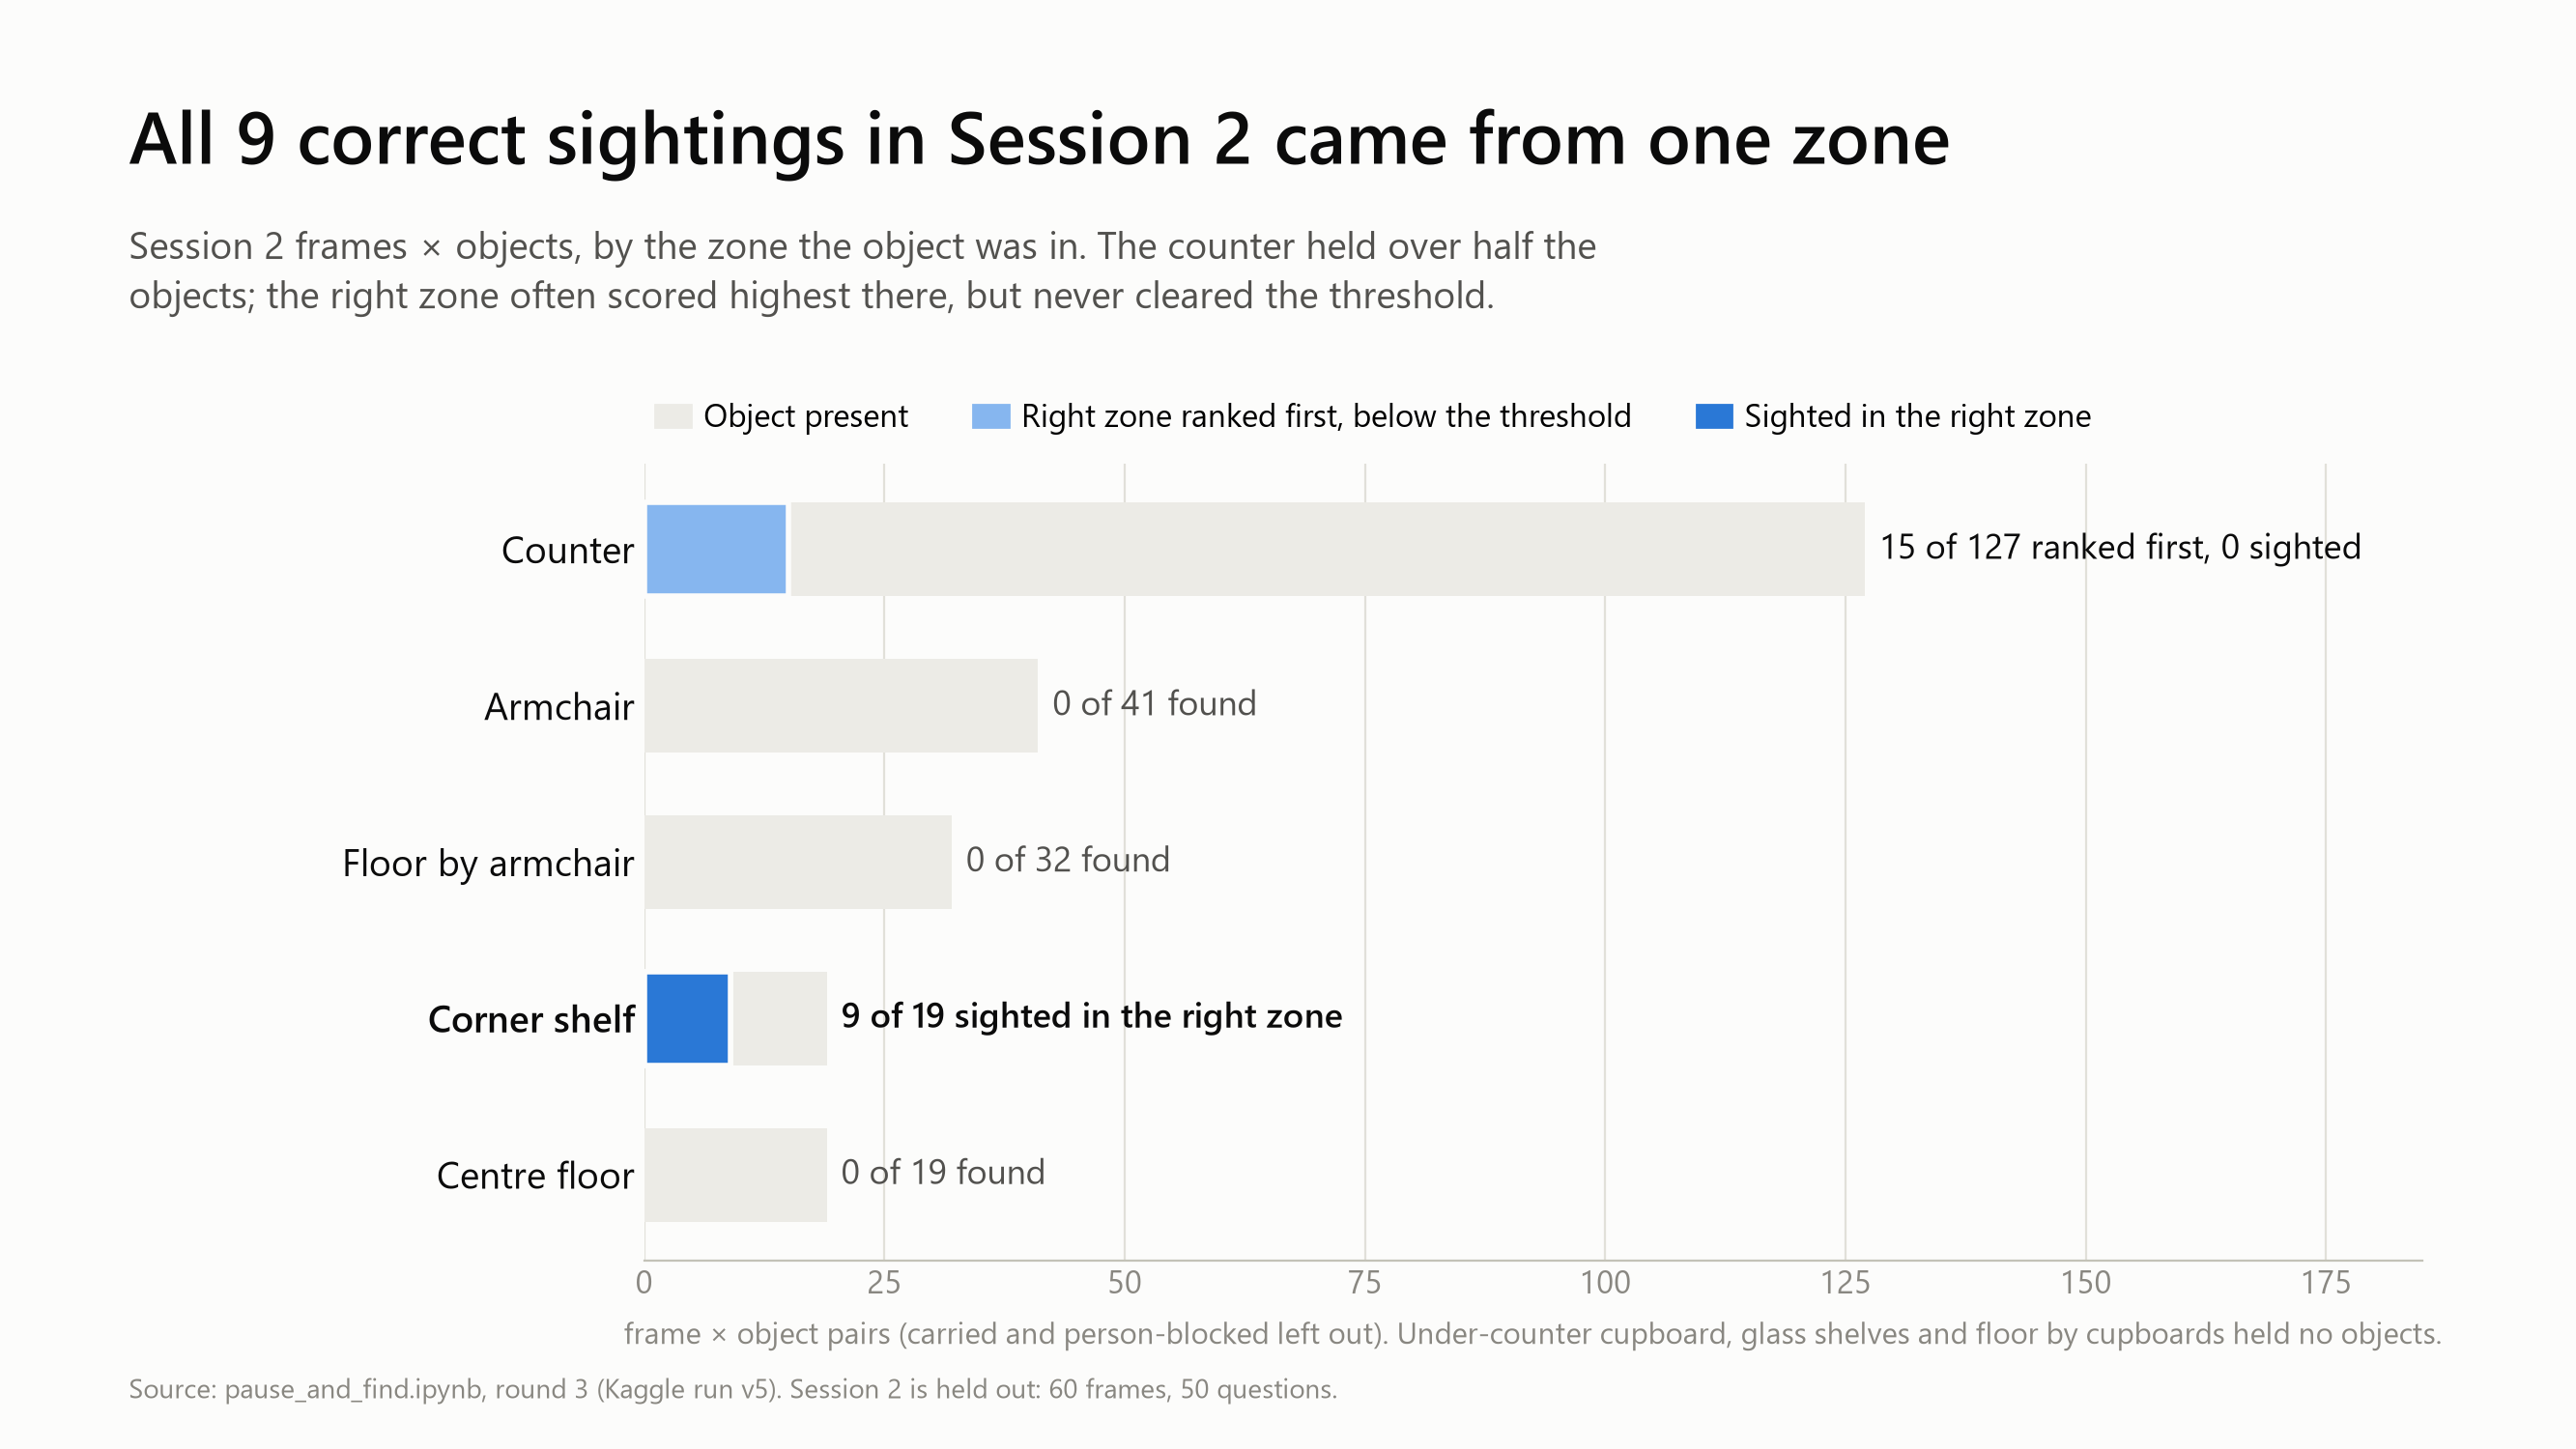 All 9 correct sightings in Session 2 came from one zone
Session 2 frames × objects, by the zone the object was in. The counter held over half the
objects; the right zone often scored highest there, but never cleared the threshold.
Object present
Right zone ranked first, below the threshold
Sighted in the right zone
Counter
15 of 127 ranked first, 0 sighted
Armchair
0 of 41 found
Floor by armchair
0 of 32 found
Corner shelf
9 of 19 sighted in the right zone
Centre floor
0 of 19 found
0 25 50 75 100 125 150 175
frame × object pairs (carried and person-blocked left out). Under-counter cupboard, glass shelves and floor by cupboards held no objects.
Source: pause_and_find.ipynb, round 3 (Kaggle run v5). Session 2 is held out: 60 frames, 50 questions.